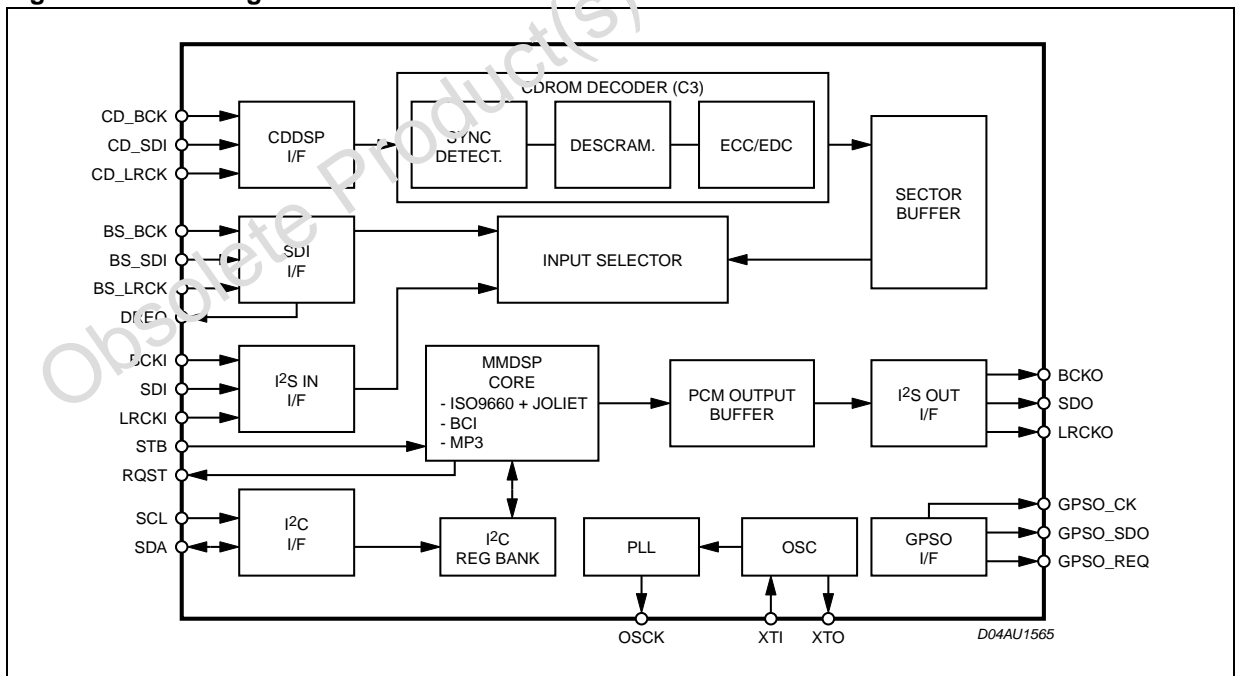 Obsolete Product(s)
CDROM DECODER (C3)
CD_BCK
CD_SDI
CD_LRCK
CDDSP
I/F
SYNC
DETECT.
DESCRAM.
ECC/EDC
SECTOR
BUFFER
BS_BCK
BS_SDI
BS_LRCK
DREQ
SDI
I/F
INPUT SELECTOR
BCKI
SDI
LRCKI
STB
RQST
I²S IN
I/F
MMDSP
CORE
- ISO9660 + JOLIET
- BCI
- MP3
PCM OUTPUT
BUFFER
I²S OUT
I/F
BCKO
SDO
LRCKO
SCL
SDA
I²C
I/F
I²C
REG BANK
PLL
OSC
GPSO
I/F
GPSO_CK
GPSO_SDO
GPSO_REQ
OSCK
XTI
XTO
D04AU1565